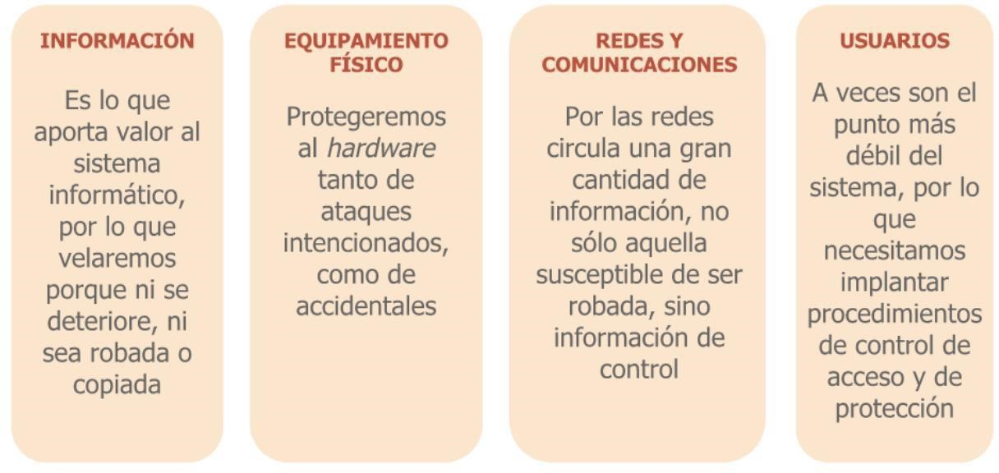 INFORMACIÓN
Es lo que
aporta valor al
sistema
informático,
por lo que
velaremos
porque ni se
deteriore, ni
sea robada o
copiada
EQUIPAMIENTO
FÍSICO
Protegeremos
al hardware
tanto de
ataques
intencionados,
como de
accidentales
REDES Y
COMUNICACIONES
Por las redes
circula una gran
cantidad de
información, no
sólo aquella
susceptible de ser
robada, sino
información de
control
USUARIOS
A veces son el
punto más
débil del
sistema, por lo
que
necesitamos
implantar
procedimientos
de control de
acceso y de
protección